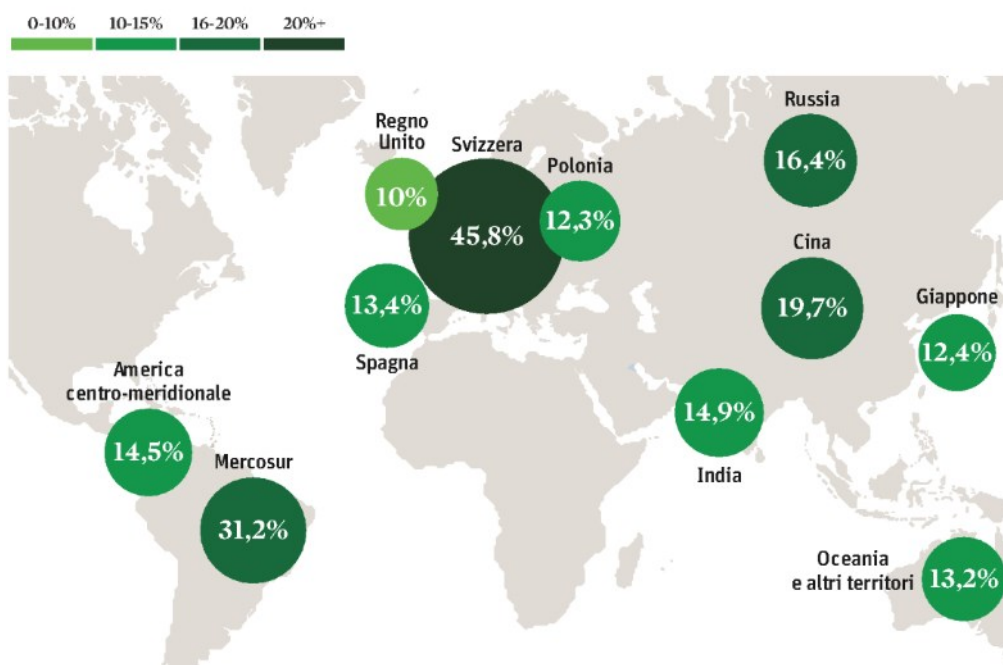 0-10%
10-15%
16-20%
20%+
Regno
Unito
10%
Svizzera
45,8%
Polonia
12,3%
Russia
16,4%
Cina
19,7%
Giappone
12,4%
13,4%
Spagna
America
centro-meridionale
14,5%
Mercosur
31,2%
14,9%
India
Oceania
e altri territori
13,2%